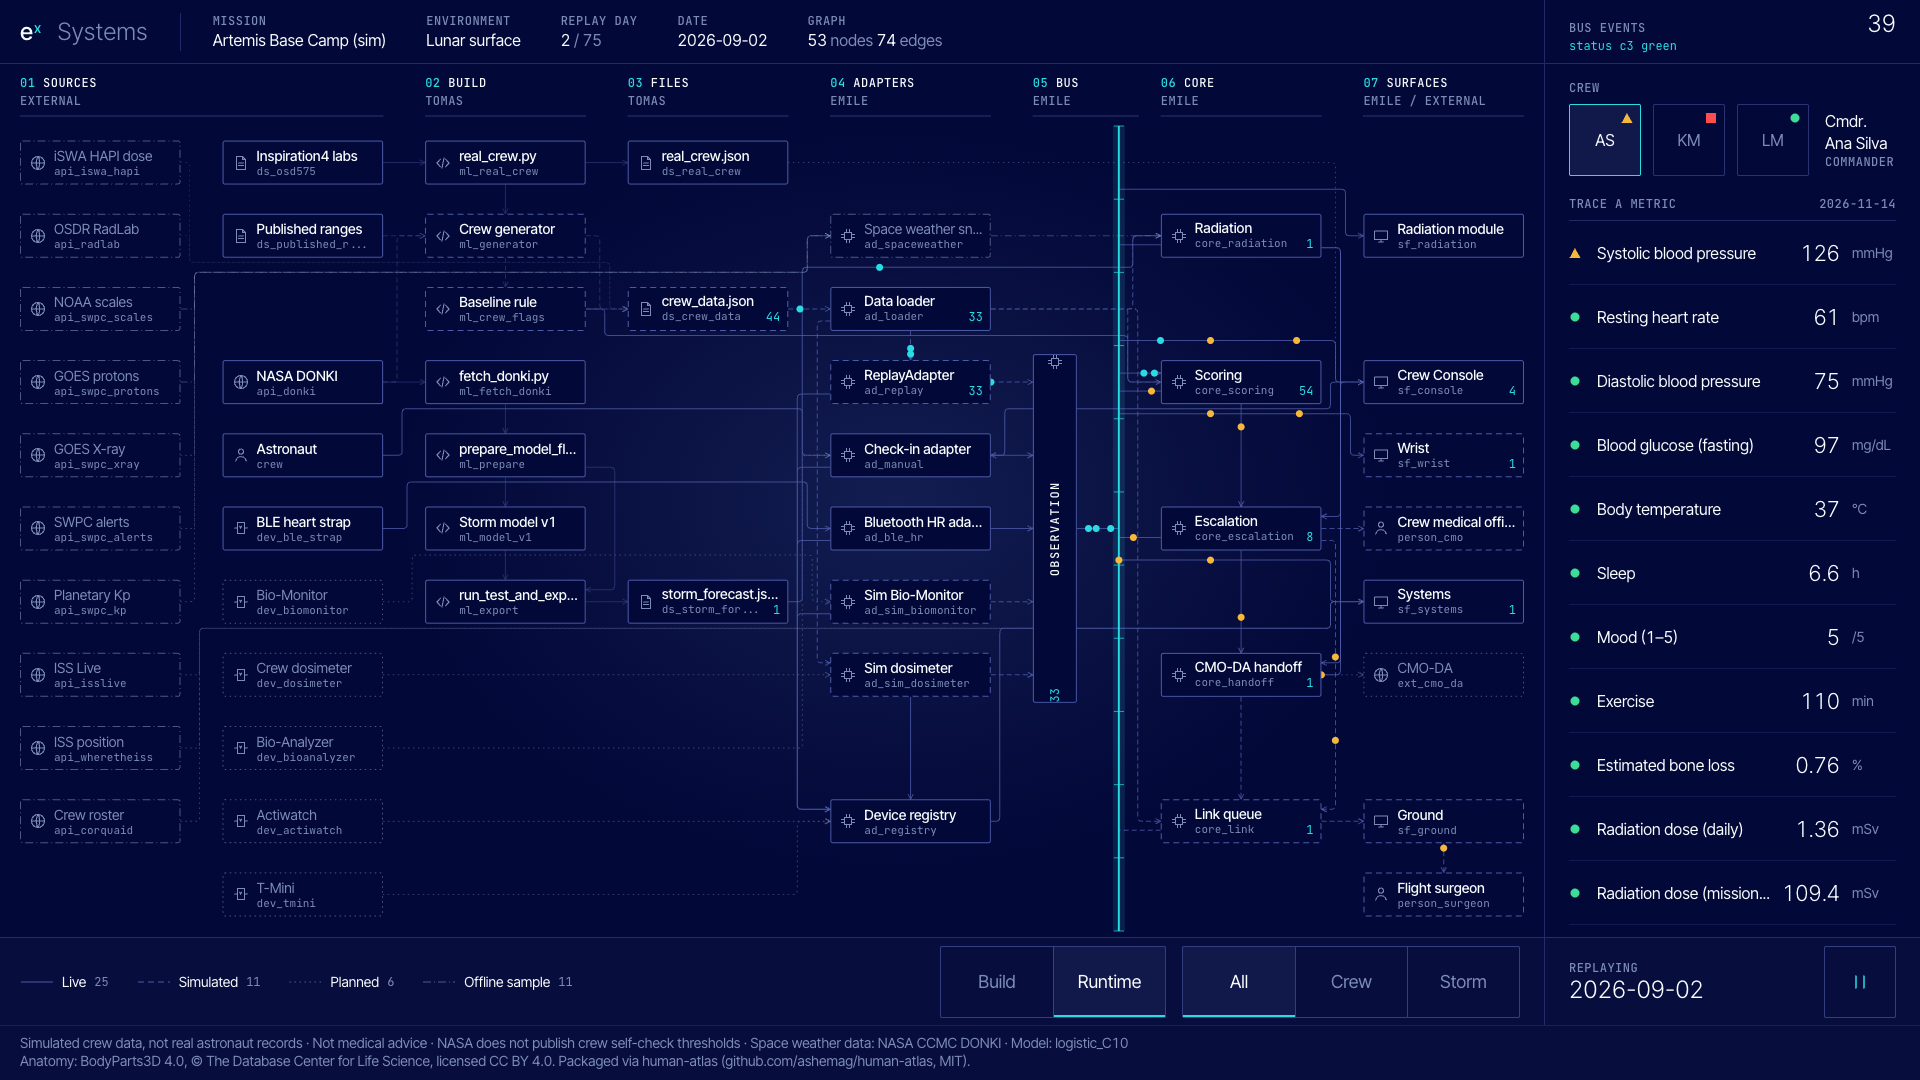 ex Systems
MISSION
Artemis Base Camp (sim)
ENVIRONMENT
Lunar surface
REPLAY DAY
2 / 75
DATE
2026-09-02
GRAPH
53 nodes 74 edges
BUS EVENTS
status c3 green
39
01 SOURCES
EXTERNAL
02 BUILD
TOMAS
03 FILES
TOMAS
04 ADAPTERS
EMILE
05 BUS
EMILE
06 CORE
EMILE
07 SURFACES
EMILE / EXTERNAL
iSWA HAPI dose
api_iswa_hapi
OSDR RadLab
api_radlab
NOAA scales
api_swpc_scales
GOES protons
api_swpc_protons
GOES X-ray
api_swpc_xray
SWPC alerts
api_swpc_alerts
Planetary Kp
api_swpc_kp
ISS Live
api_isslive
ISS position
api_wheretheiss
Crew roster
api_corquaid
Inspiration4 labs
ds_osd575
Published ranges
ds_published_r...
NASA DONKI
api_donki
Astronaut
crew
BLE heart strap
dev_ble_strap
Bio-Monitor
dev_biomonitor
Crew dosimeter
dev_dosimeter
Bio-Analyzer
dev_bioanalyzer
Actiwatch
dev_actiwatch
T-Mini
dev_tmini
real_crew.py
ml_real_crew
Crew generator
ml_generator
Baseline rule
ml_crew_flags
fetch_donki.py
ml_fetch_donki
prepare_model_fl...
ml_prepare
Storm model v1
ml_model_v1
run_test_and_exp...
ml_export
real_crew.json
ds_real_crew
crew_data.json
ds_crew_data 44
storm_forecast.js...
ds_storm_for... 1
Space weather sn...
ad_spaceweather
Data loader
ad_loader 33
ReplayAdapter
ad_replay 33
Check-in adapter
ad_manual
Bluetooth HR ada...
ad_ble_hr
Sim Bio-Monitor
ad_sim_biomonitor
Sim dosimeter
ad_sim_dosimeter
Device registry
ad_registry
OBSERVATION
33
Radiation
core_radiation 1
Scoring
core_scoring 54
Escalation
core_escalation 8
CMO-DA handoff
core_handoff 1
Link queue
core_link 1
Radiation module
sf_radiation
Crew Console
sf_console 4
Wrist
sf_wrist 1
Crew medical offi...
person_cmo
Systems
sf_systems 1
CMO-DA
ext_cmo_da
Ground
sf_ground
Flight surgeon
person_surgeon
CREW
AS
KM
LM
Cmdr.
Ana Silva
COMMANDER
TRACE A METRIC 2026-11-14
Systolic blood pressure 126 mmHg
Resting heart rate 61 bpm
Diastolic blood pressure 75 mmHg
Blood glucose (fasting) 97 mg/dL
Body temperature 37 °C
Sleep 6.6 h
Mood (1–5) 5 /5
Exercise 110 min
Estimated bone loss 0.76 %
Radiation dose (daily) 1.36 mSv
Radiation dose (mission... 109.4 mSv
Live 25
Simulated 11
Planned 6
Offline sample 11
Build
Runtime
All
Crew
Storm
REPLAYING
2026-09-02
Simulated crew data, not real astronaut records · Not medical advice · NASA does not publish crew self-check thresholds · Space weather data: NASA CCMC DONKI · Model: logistic_C10
Anatomy: BodyParts3D 4.0, © The Database Center for Life Science, licensed CC BY 4.0. Packaged via human-atlas (github.com/ashemag/human-atlas, MIT).